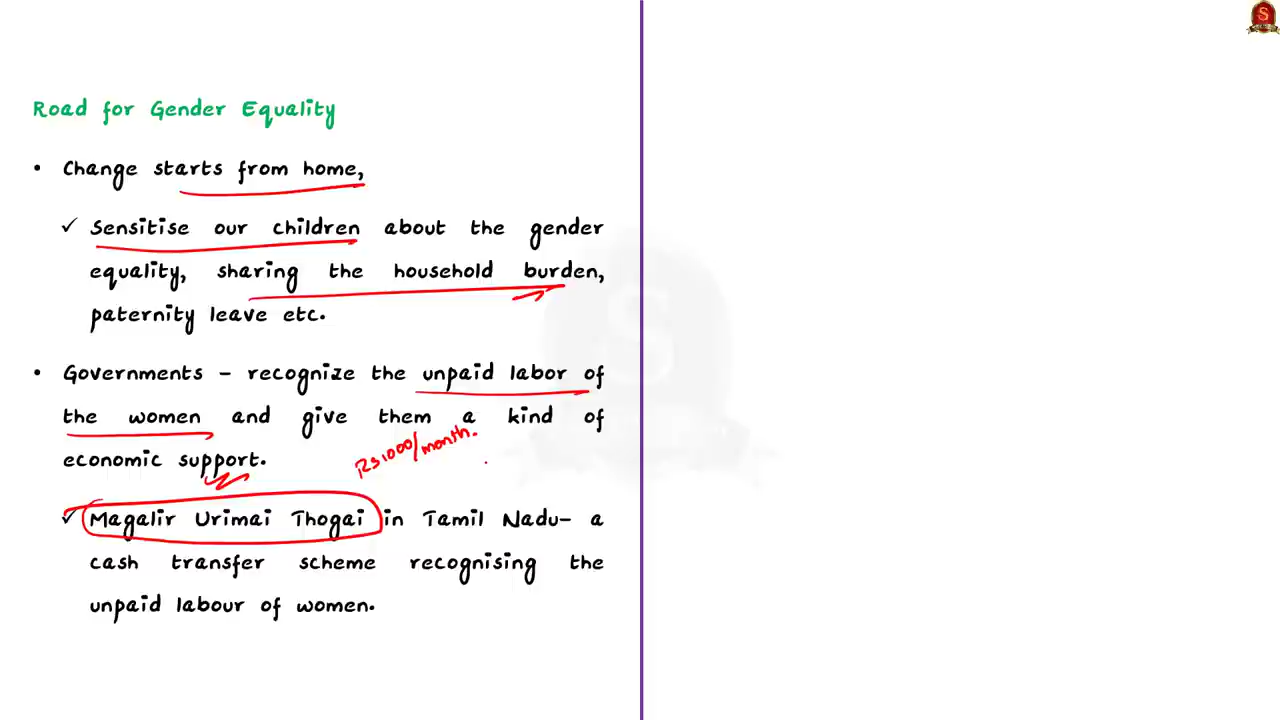 Road for Gender Equality
• Change starts from home,
✓ Sensitise our children about the gender
equality, sharing the household burden,
paternity leave etc.
• Governments – recognize the unpaid labor of
the women and give them a kind of
economic support.
Rs1000/month.
✓ Magalir Urimai Thogai in Tamil Nadu– a
cash transfer scheme recognising the
unpaid labour of women.
S
S